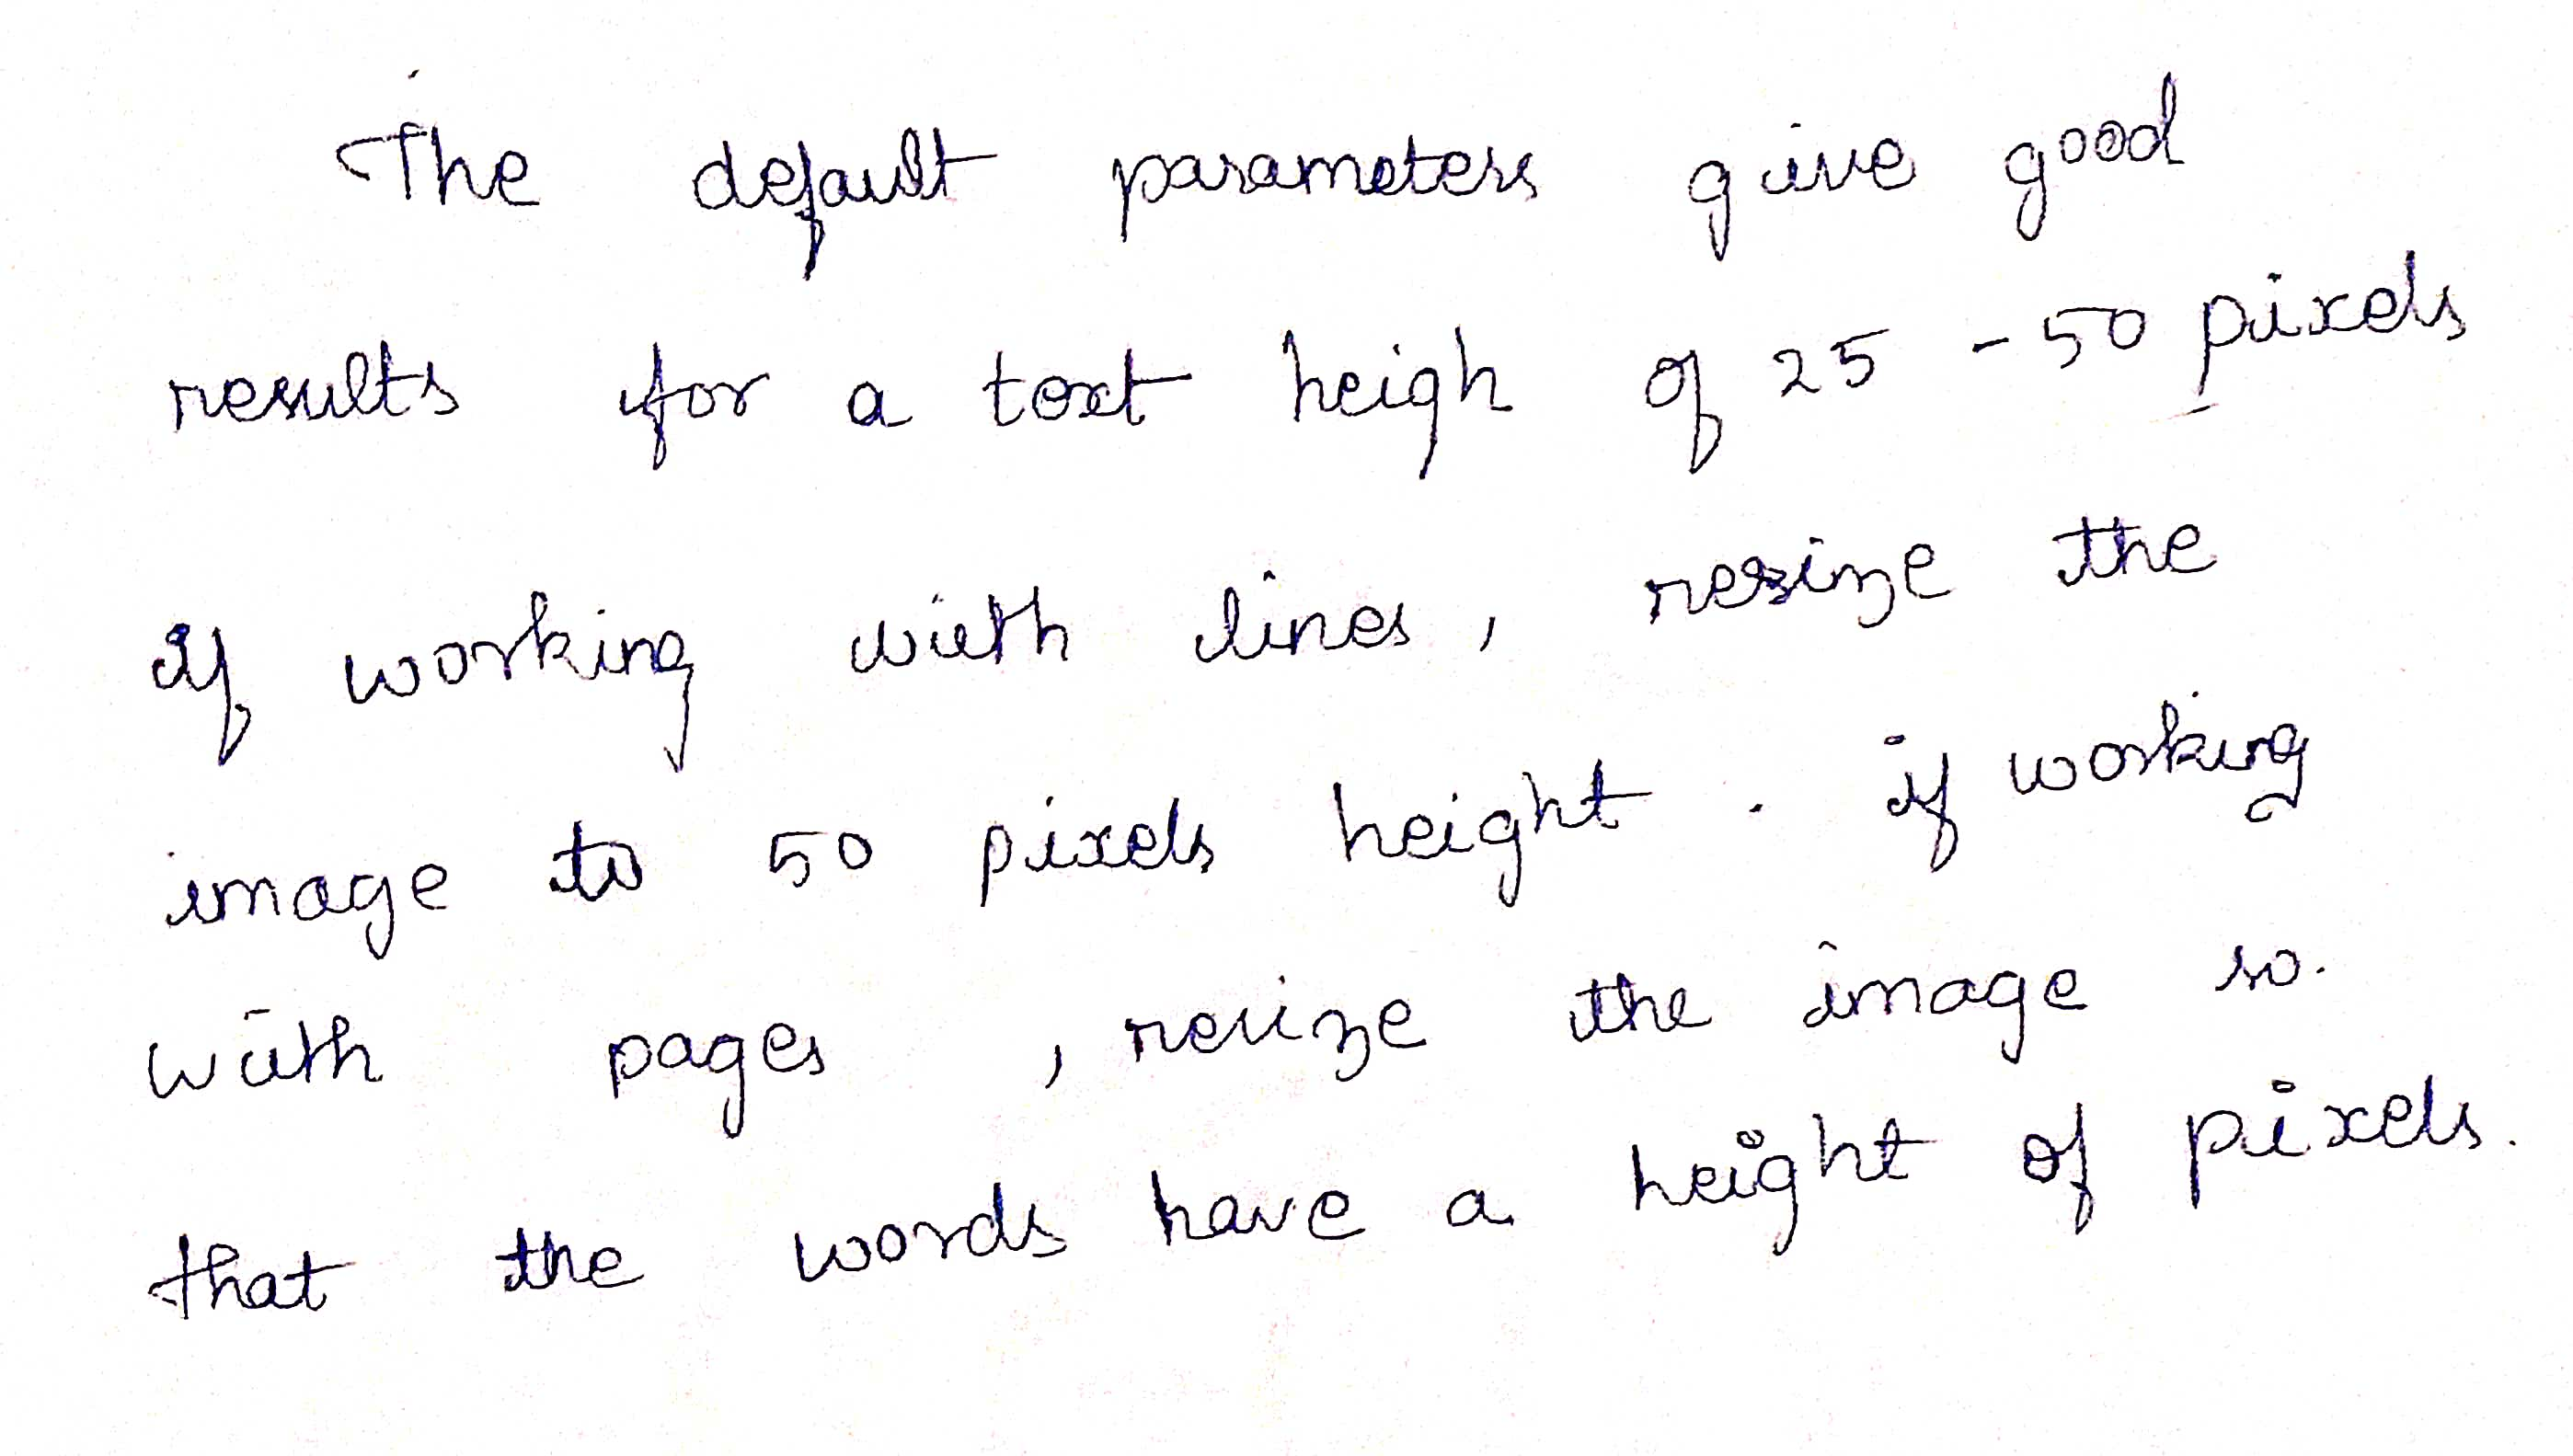 The default parameters give good
results for a text heigh of 25 - 50 pixels
If working with lines, resize the
image to 50 pixels height. if working
with pages, resize the image so.
that the words have a height of pixels.